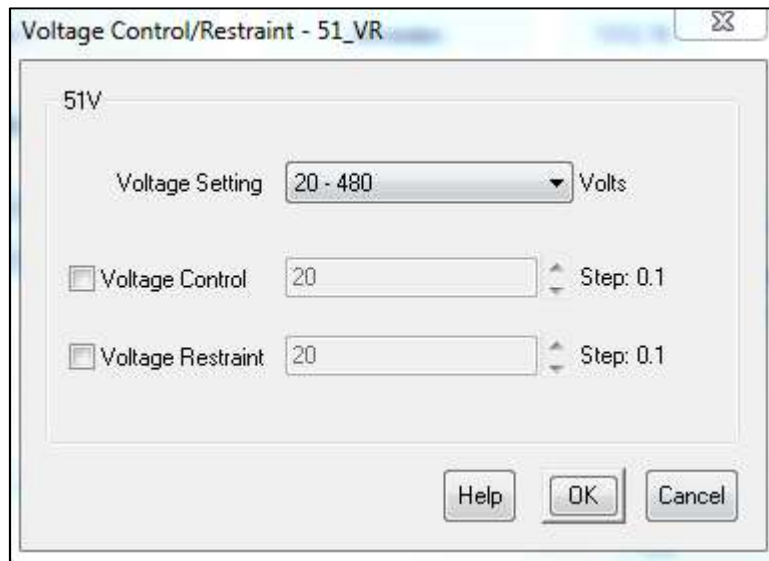 Voltage Control/Restraint - 51_VR
51V
Voltage Setting 20 - 480 Volts
Voltage Control 20 Step: 0.1
Voltage Restraint 20 Step: 0.1
Help OK Cancel